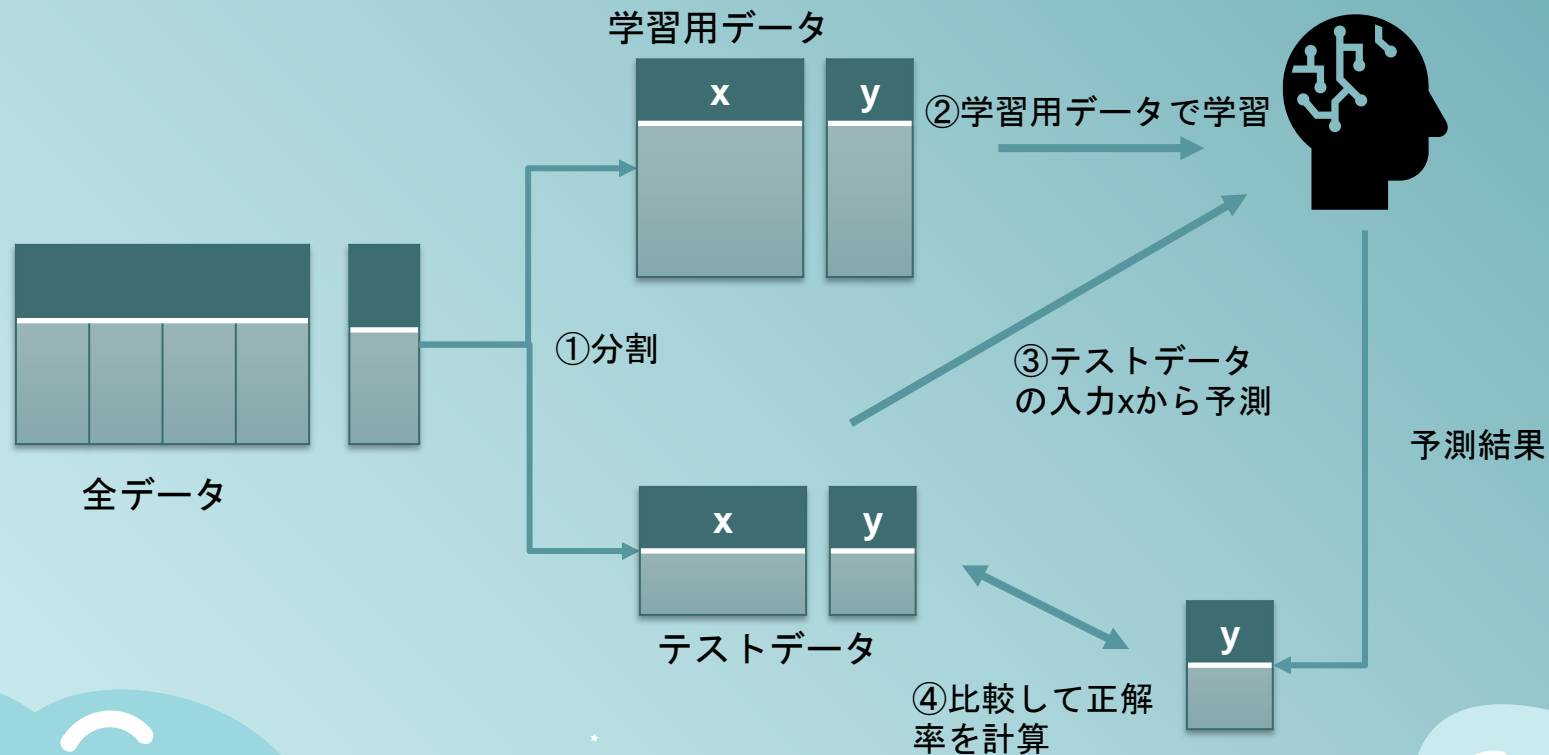 学習用データ
x
y
②学習用データで学習
①分割
③テストデータ
の入力xから予測
予測結果
全データ
x
y
テストデータ
y
④比較して正解
率を計算